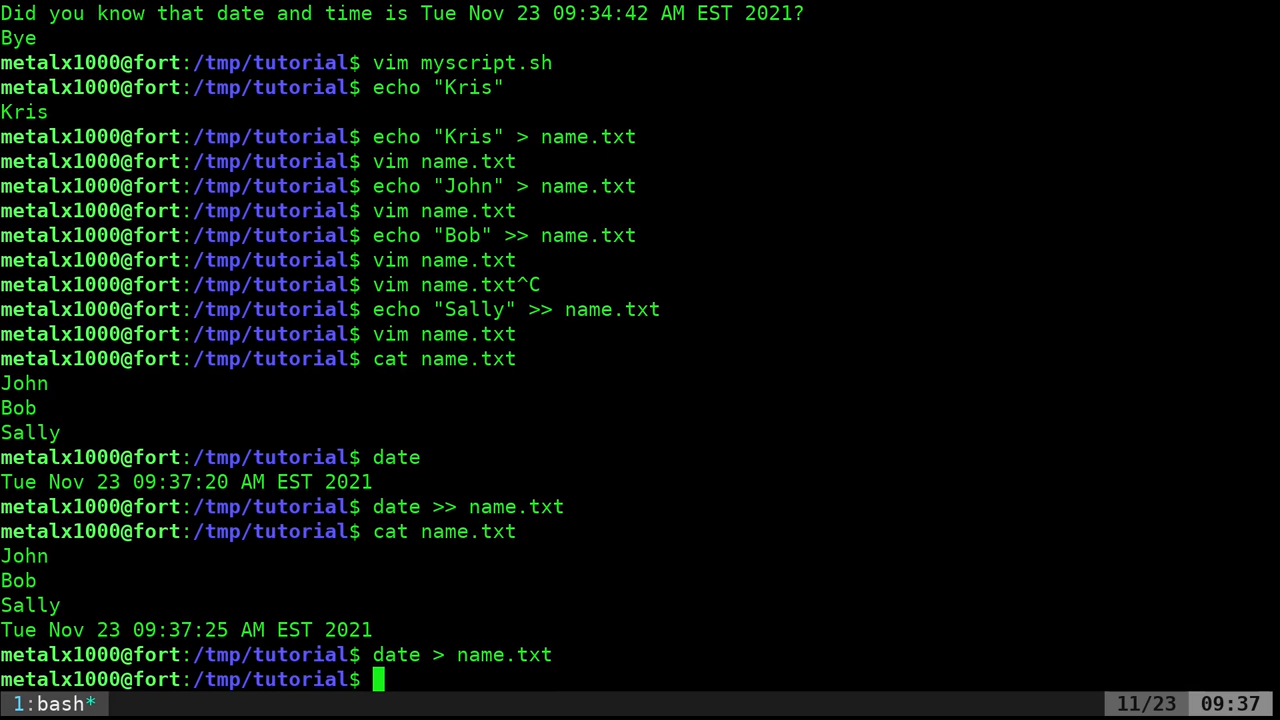 Did you know that date and time is Tue Nov 23 09:34:42 AM EST 2021?
Bye
metalx1000@fort:/tmp/tutorial$ vim myscript.sh
metalx1000@fort:/tmp/tutorial$ echo "Kris"
Kris
metalx1000@fort:/tmp/tutorial$ echo "Kris" > name.txt
metalx1000@fort:/tmp/tutorial$ vim name.txt
metalx1000@fort:/tmp/tutorial$ echo "John" > name.txt
metalx1000@fort:/tmp/tutorial$ vim name.txt
metalx1000@fort:/tmp/tutorial$ echo "Bob" >> name.txt
metalx1000@fort:/tmp/tutorial$ vim name.txt
metalx1000@fort:/tmp/tutorial$ vim name.txt^C
metalx1000@fort:/tmp/tutorial$ echo "Sally" >> name.txt
metalx1000@fort:/tmp/tutorial$ vim name.txt
metalx1000@fort:/tmp/tutorial$ cat name.txt
John
Bob
Sally
metalx1000@fort:/tmp/tutorial$ date
Tue Nov 23 09:37:20 AM EST 2021
metalx1000@fort:/tmp/tutorial$ date >> name.txt
metalx1000@fort:/tmp/tutorial$ cat name.txt
John
Bob
Sally
Tue Nov 23 09:37:25 AM EST 2021
metalx1000@fort:/tmp/tutorial$ date > name.txt
metalx1000@fort:/tmp/tutorial$
1:bash* 11/23 09:37